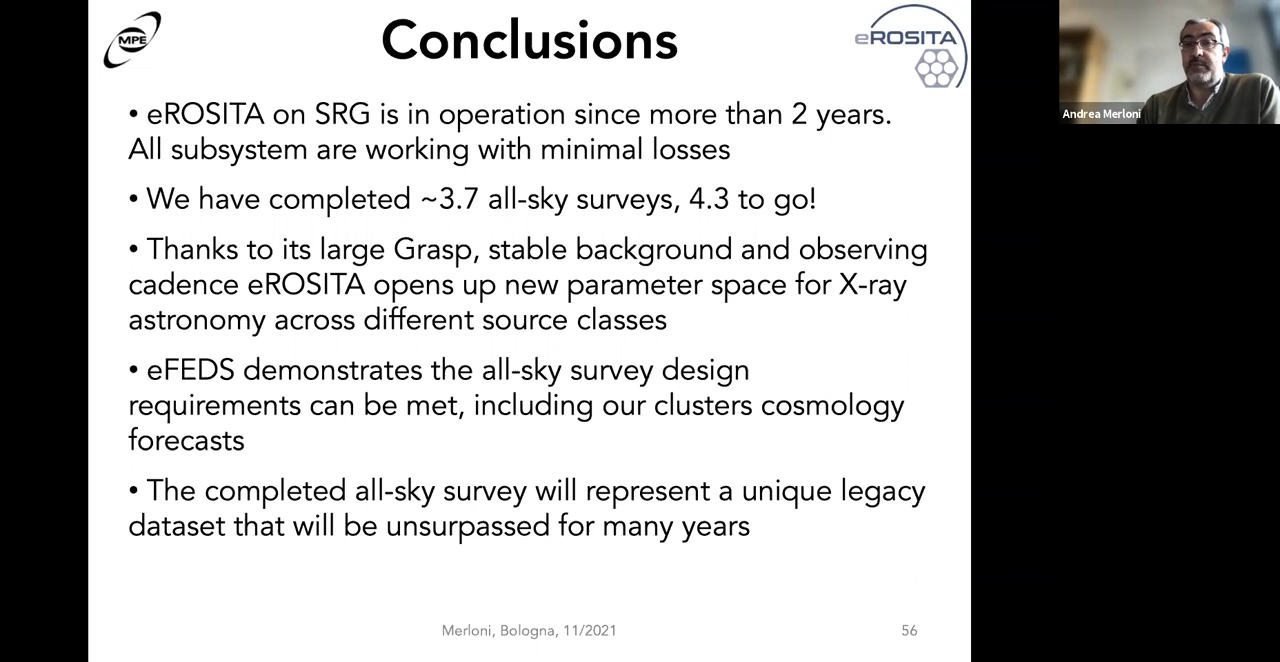 MPE
Conclusions
eROSITA
• eROSITA on SRG is in operation since more than 2 years.
All subsystem are working with minimal losses
• We have completed ~3.7 all-sky surveys, 4.3 to go!
• Thanks to its large Grasp, stable background and observing
cadence eROSITA opens up new parameter space for X-ray
astronomy across different source classes
• eFEDS demonstrates the all-sky survey design
requirements can be met, including our clusters cosmology
forecasts
• The completed all-sky survey will represent a unique legacy
dataset that will be unsurpassed for many years
Merloni, Bologna, 11/2021
56
Andrea Merloni